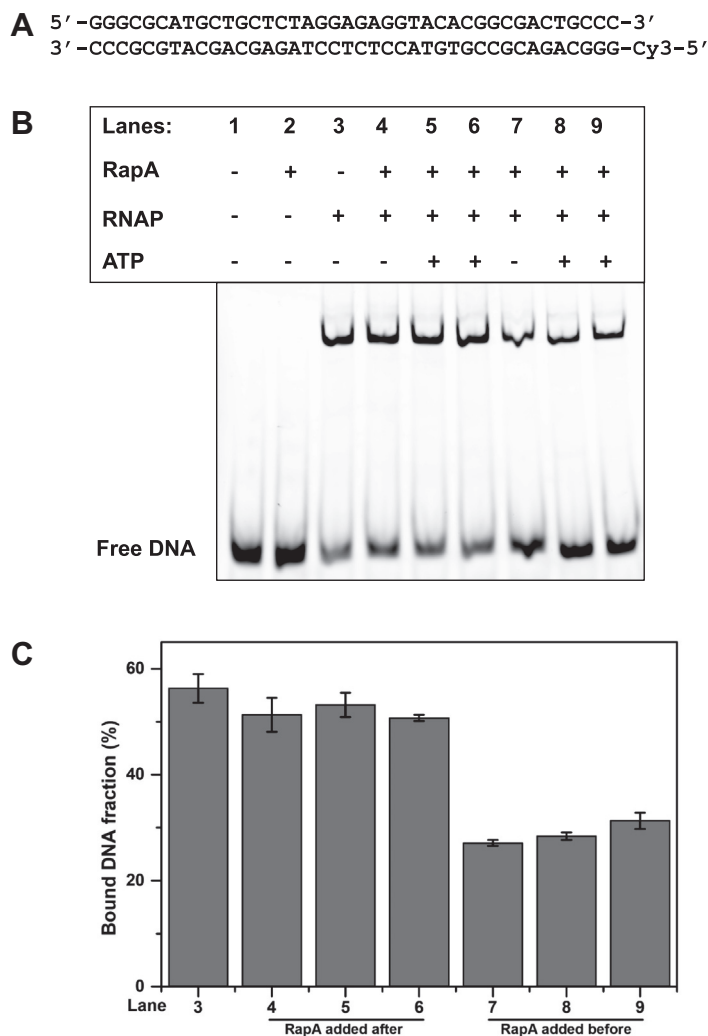 A 5′-GGGCGCATGCTGCTCTAGGAGAGGTACACGGCGACTGCCC-3′
3′-CCCGCGTACGACGAGATCCTCTCCATGTGCCGCAGACGGG-Cy3-5′
B
Lanes: 1 2 3 4 5 6 7 8 9
RapA - + - + + + + + +
RNAP - - + + + + + + +
ATP - - - - + + - + +
Free DNA
C
Bound DNA fraction (%)
60
40
20
0
Lane 3 4 5 6 7 8 9
RapA added after RapA added before